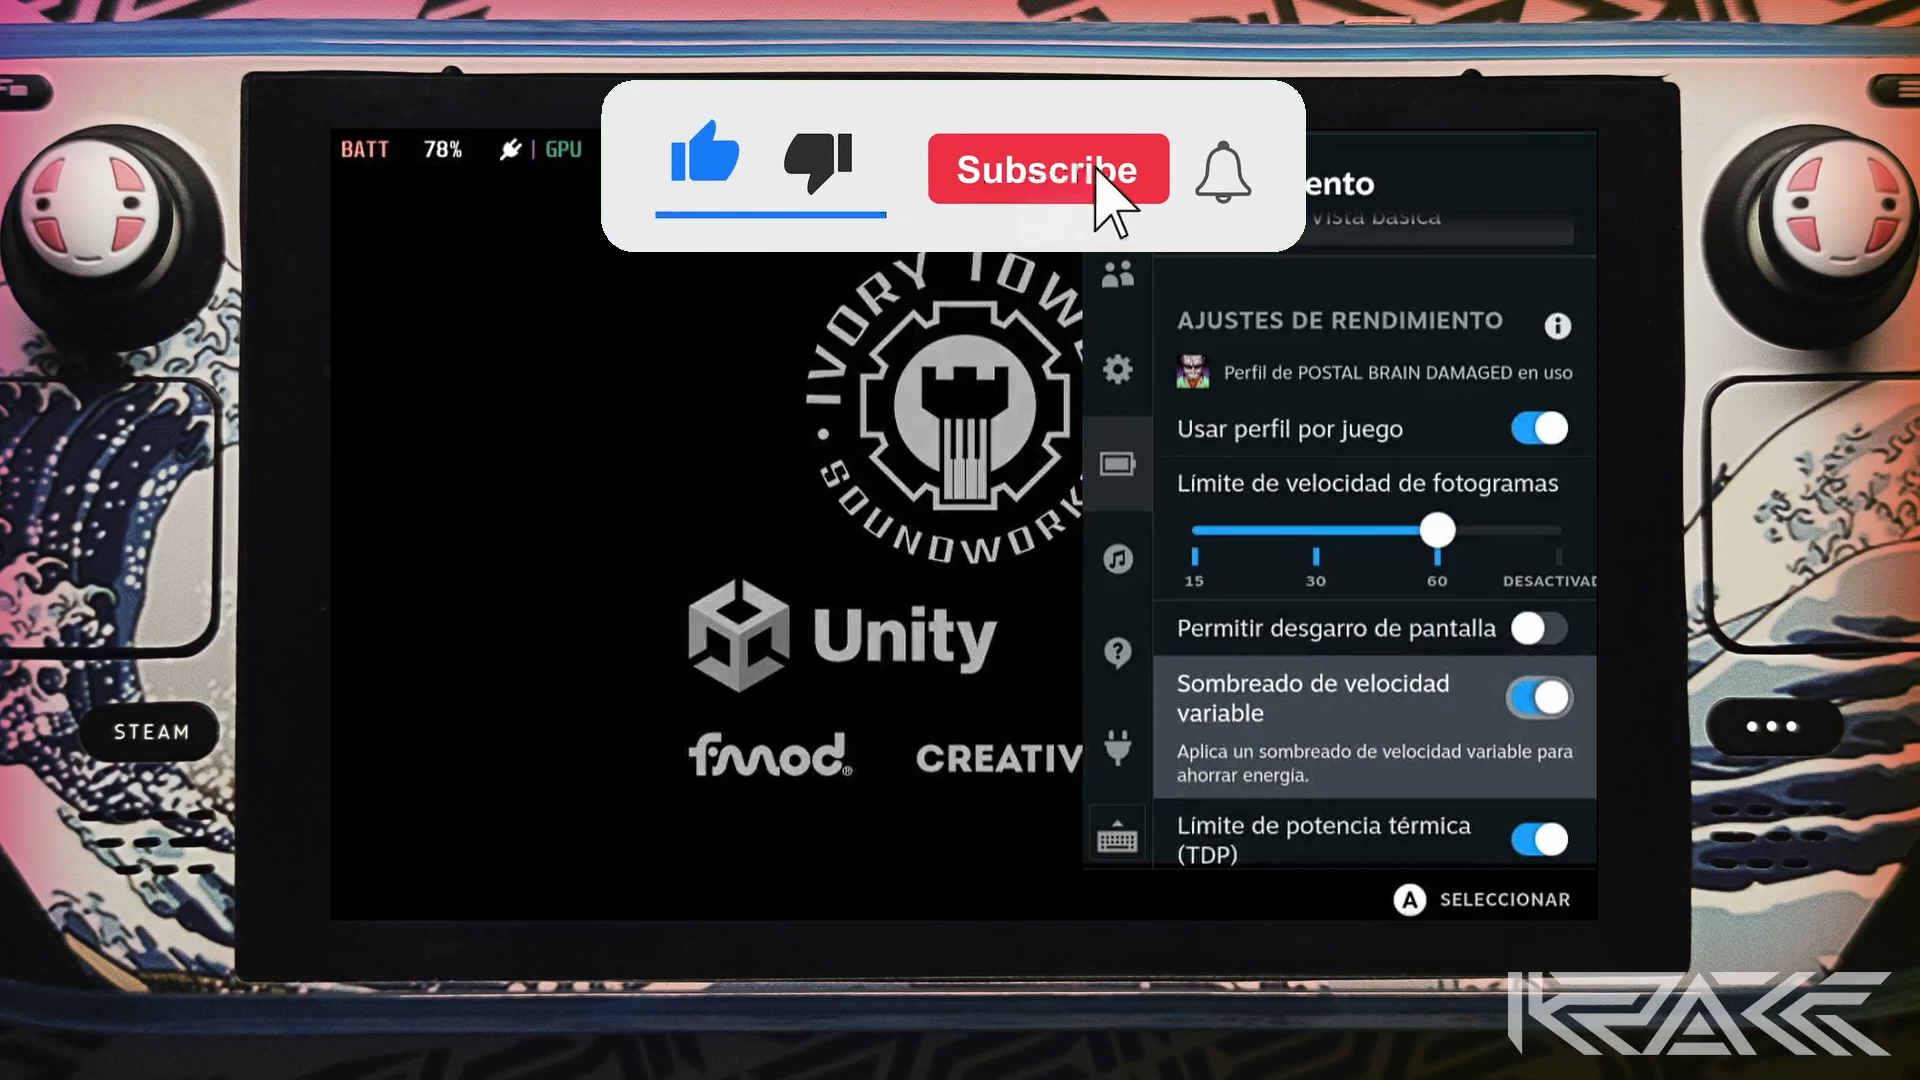 BATT 78% | GPU
Subscribe
ento
Vista básica
IVORY TOWE
SOUNDWORK
AJUSTES DE RENDIMIENTO
Perfil de POSTAL BRAIN DAMAGED en uso
Usar perfil por juego
Límite de velocidad de fotogramas
15 30 60 DESACTIVAD
Unity
Permitir desgarro de pantalla
Sombreado de velocidad
variable
Aplica un sombreado de velocidad variable para
ahorrar energía.
fmod®
CREATIV
STEAM
Límite de potencia térmica
(TDP)
A SELECCIONAR